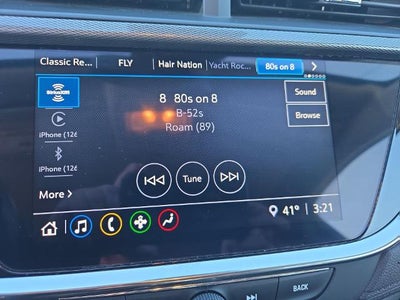 Classic Re... FLY Hair Nation Yacht Roc... 80s on 8
SiriusXM
8 80s on 8
Sound
B-52s
Browse
Roam (89)
iPhone (126
iPhone (126
Tune
More
41° 3:21
BACK